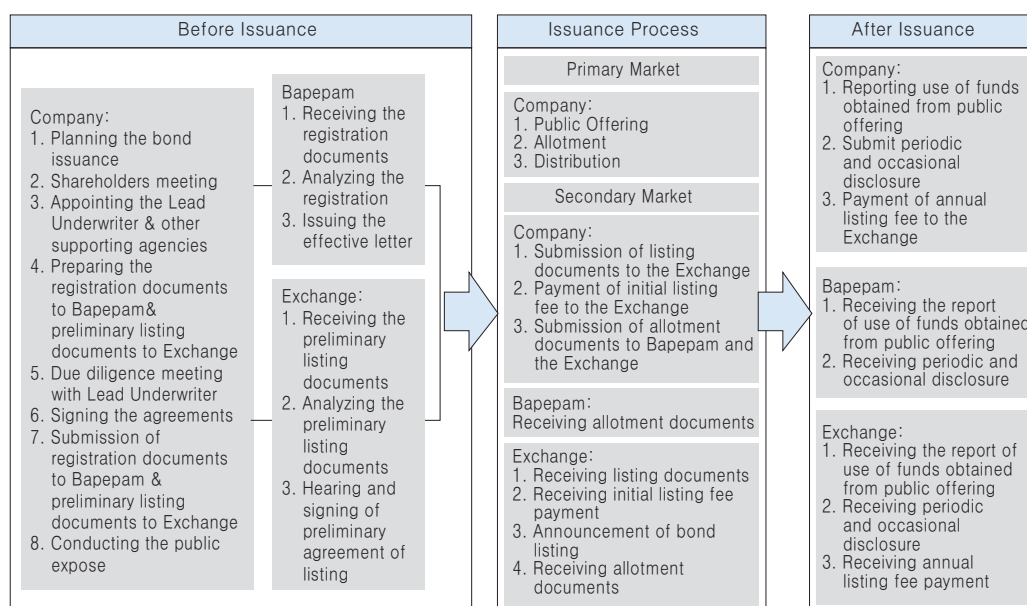 Before Issuance
Company:
1. Planning the bond
issuance
2. Shareholders meeting
3. Appointing the Lead
Underwriter & other
supporting agencies
4. Preparing the
registration documents
to Bapepam&
preliminary listing
documents to Exchange
5. Due diligence meeting
with Lead Underwriter
6. Signing the agreements
7. Submission of
registration documents
to Bapepam &
preliminary listing
documents to Exchange
8. Conducting the public
expose
Bapepam
1. Receiving the
registration
documents
2. Analyzing the
registration
3. Issuing the
effective letter
Exchange:
1. Receiving the
preliminary
listing
documents
2. Analyzing the
preliminary
listing
documents
3. Hearing and
signing of
preliminary
agreement of
listing
Issuance Process
Primary Market
Company:
1. Public Offering
2. Allotment
3. Distribution
Secondary Market
Company:
1. Submission of listing
documents to the Exchange
2. Payment of initial listing
fee to the Exchange
3. Submission of allotment
documents to Bapepam and
the Exchange
Bapepam:
Receiving allotment documents
Exchange:
1. Receiving listing documents
2. Receiving initial listing fee
payment
3. Announcement of bond
listing
4. Receiving allotment
documents
After Issuance
Company:
1. Reporting use of funds
obtained from public
offering
2. Submit periodic
and occasional
disclosure
3. Payment of annual
listing fee to the
Exchange
Bapepam:
1. Receiving the report
of use of funds obtained
from public offering
2. Receiving periodic and
occasional disclosure
Exchange:
1. Receiving the report of
use of funds obtained
from public offering
2. Receiving periodic
and occasional
disclosure
3. Receiving annual
listing fee payment